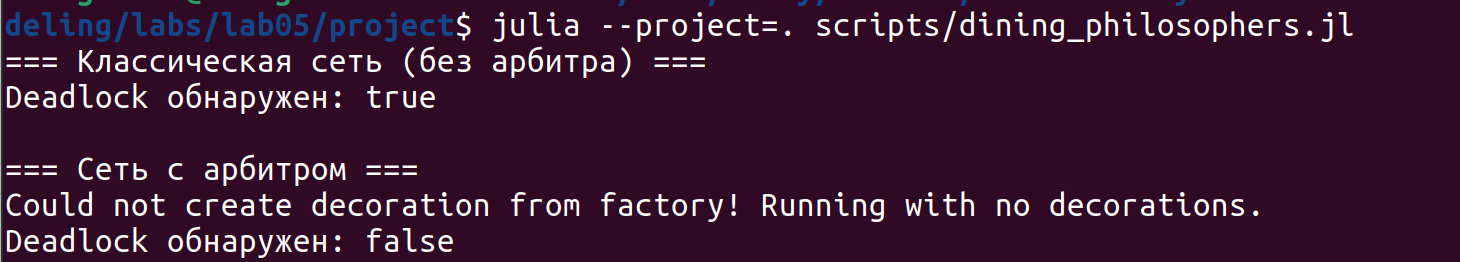 deling/labs/lab05/project$ julia --project=. scripts/dining_philosophers.jl
=== Классическая сеть (без арбитра) ===
Deadlock обнаружен: true
=== Сеть с арбитром ===
Could not create decoration from factory! Running with no decorations.
Deadlock обнаружен: false